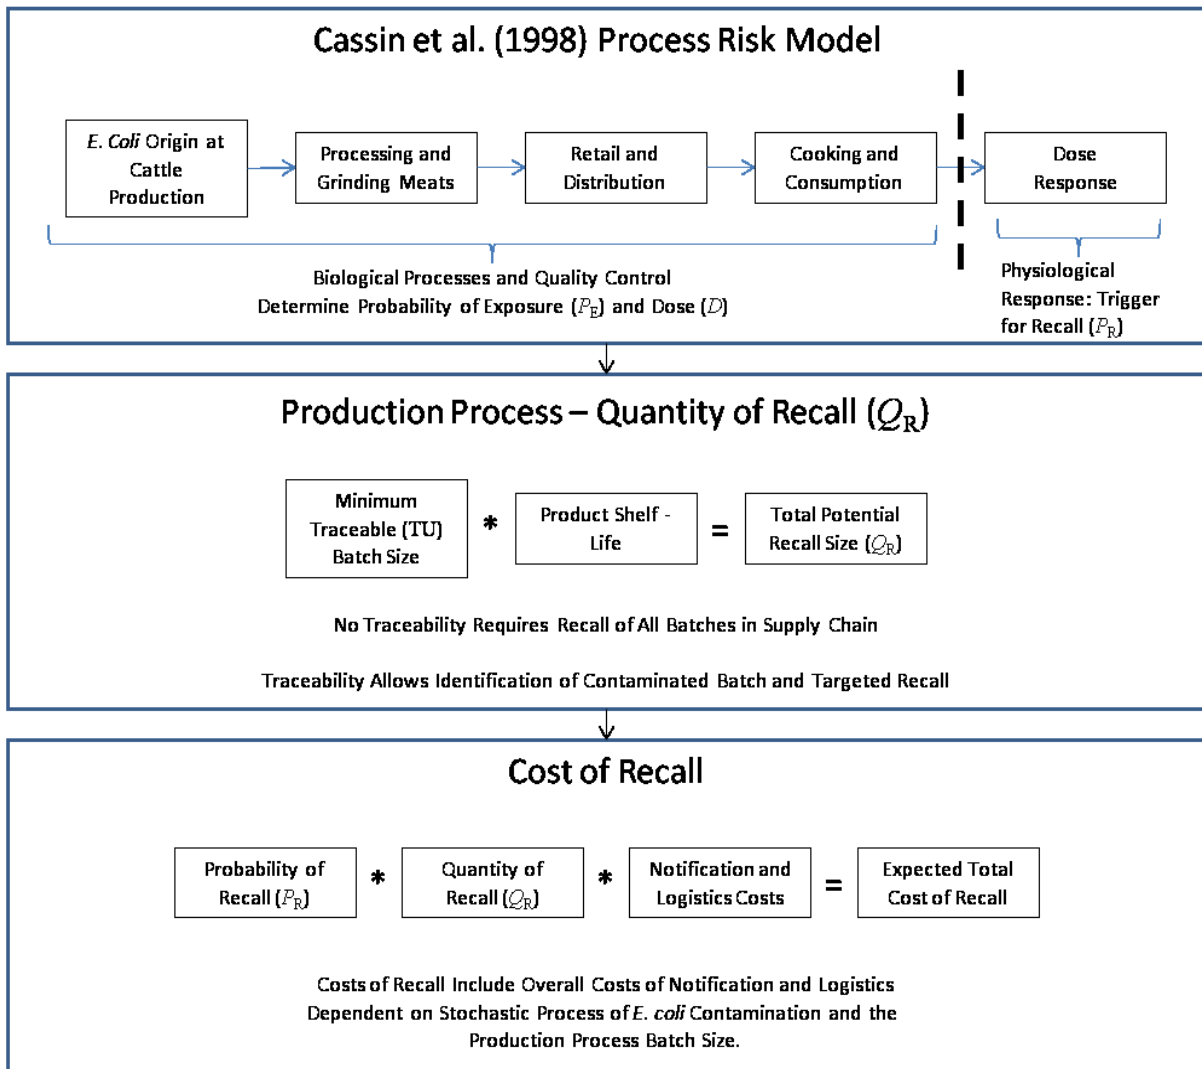 Cassin et al. (1998) Process Risk Model
E. Coli Origin at
Cattle
Production
Processing and
Grinding Meats
Retail and
Distribution
Cooking and
Consumption
Dose
Response
Biological Processes and Quality Control
Determine Probability of Exposure (P_E) and Dose (D)
Physiological
Response: Trigger
for Recall (P_R)
Production Process – Quantity of Recall (Q_R)
Minimum
Traceable (TU)
Batch Size
*
Product Shelf -
Life
=
Total Potential
Recall Size (Q_R)
No Traceability Requires Recall of All Batches in Supply Chain
Traceability Allows Identification of Contaminated Batch and Targeted Recall
Cost of Recall
Probability of
Recall (P_R)
*
Quantity of
Recall (Q_R)
*
Notification and
Logistics Costs
=
Expected Total
Cost of Recall
Costs of Recall Include Overall Costs of Notification and Logistics
Dependent on Stochastic Process of E. coli Contamination and the
Production Process Batch Size.